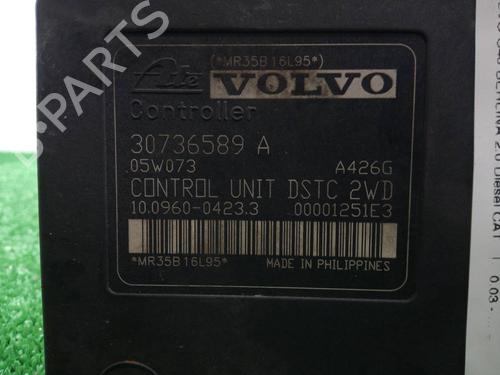 B-PARTS
(*MR35B16L95*)
Ate VOLVO
Controller
30736589 A
05W073 A426G
CONTROL UNIT DSTC 2WD
10.0960-0423.3 00001251E3
*MR35B16L95* MADE IN PHILIPPINES